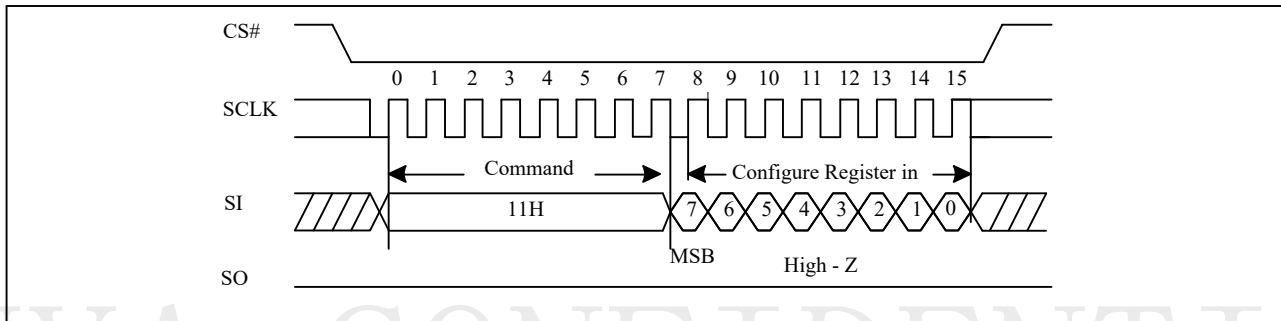 CS#
0 1 2 3 4 5 6 7 8 9 10 11 12 13 14 15
SCLK
Command
Configure Register in
SI
11H
7 6 5 4 3 2 1 0
MSB
High - Z
SO